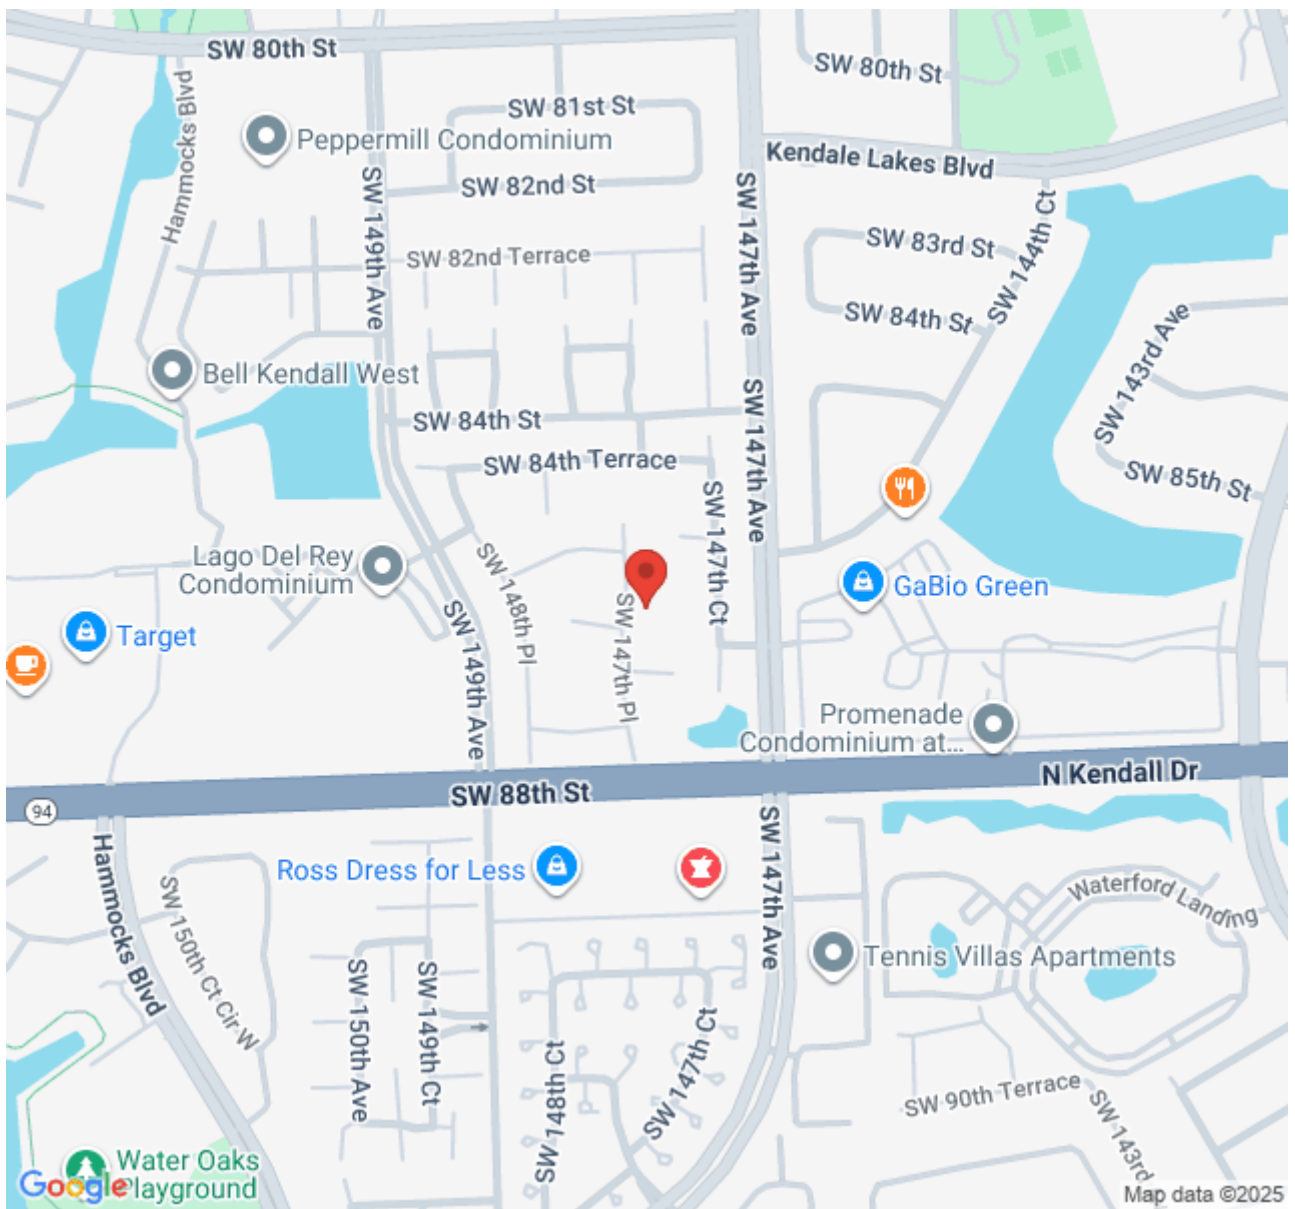 SW 80th St
SW 80th St
Hammocks Blvd
SW 81st St
Peppermill Condominium
Kendale Lakes Blvd
SW 82nd St
SW 149th Ave
SW 147th Ave
SW 144th Ct
SW 83rd St
SW 82nd Terrace
SW 84th St
SW 143rd Ave
Bell Kendall West
SW 84th St
SW 147th Ave
SW 84th Terrace
SW 85th St
SW 147th Ct
Lago Del Rey
Condominium
SW 148th Pl
SW 147th Pl
GaBio Green
Target
SW 149th Ave
Promenade
Condominium at...
N Kendall Dr
SW 88th St
94
Hammocks Blvd
SW 147th Ave
Ross Dress for Less
SW 150th Ct Cir W
Waterford Landing
Tennis Villas Apartments
SW 150th Ave
SW 149th Ct
SW 148th Ct
SW 147th Ct
SW 90th Terrace
SW 143rd
Water Oaks
Playground
Google
Map data ©2025